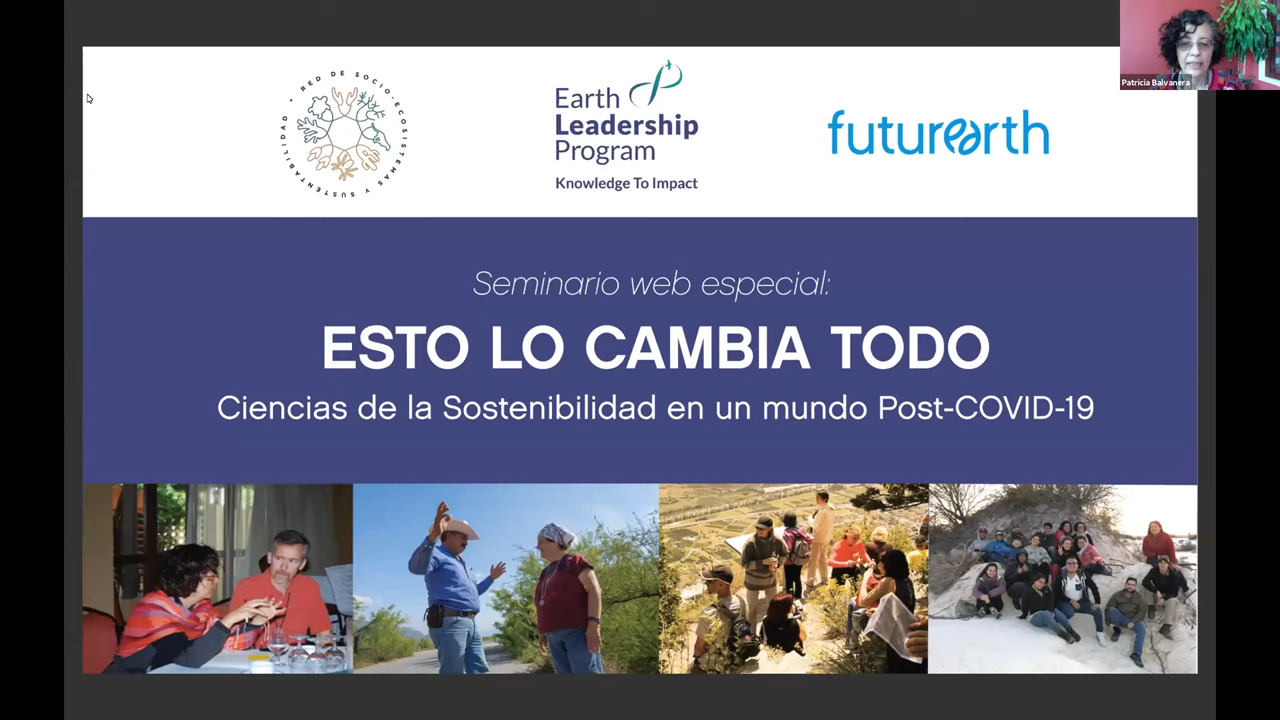 RED DE SOCIO-ECOSISTEMAS Y SUSTENTABILIDAD •
Earth
Leadership
Program
Knowledge To Impact
futurearth
Patricia Balvanera
Seminario web especial:
ESTO LO CAMBIA TODO
Ciencias de la Sostenibilidad en un mundo Post-COVID-19